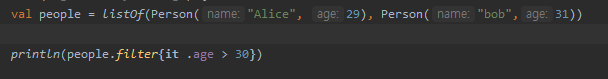 val people = listOf(Person( name: "Alice", age: 29), Person( name: "bob", age: 31))
println(people.filter{it .age > 30})